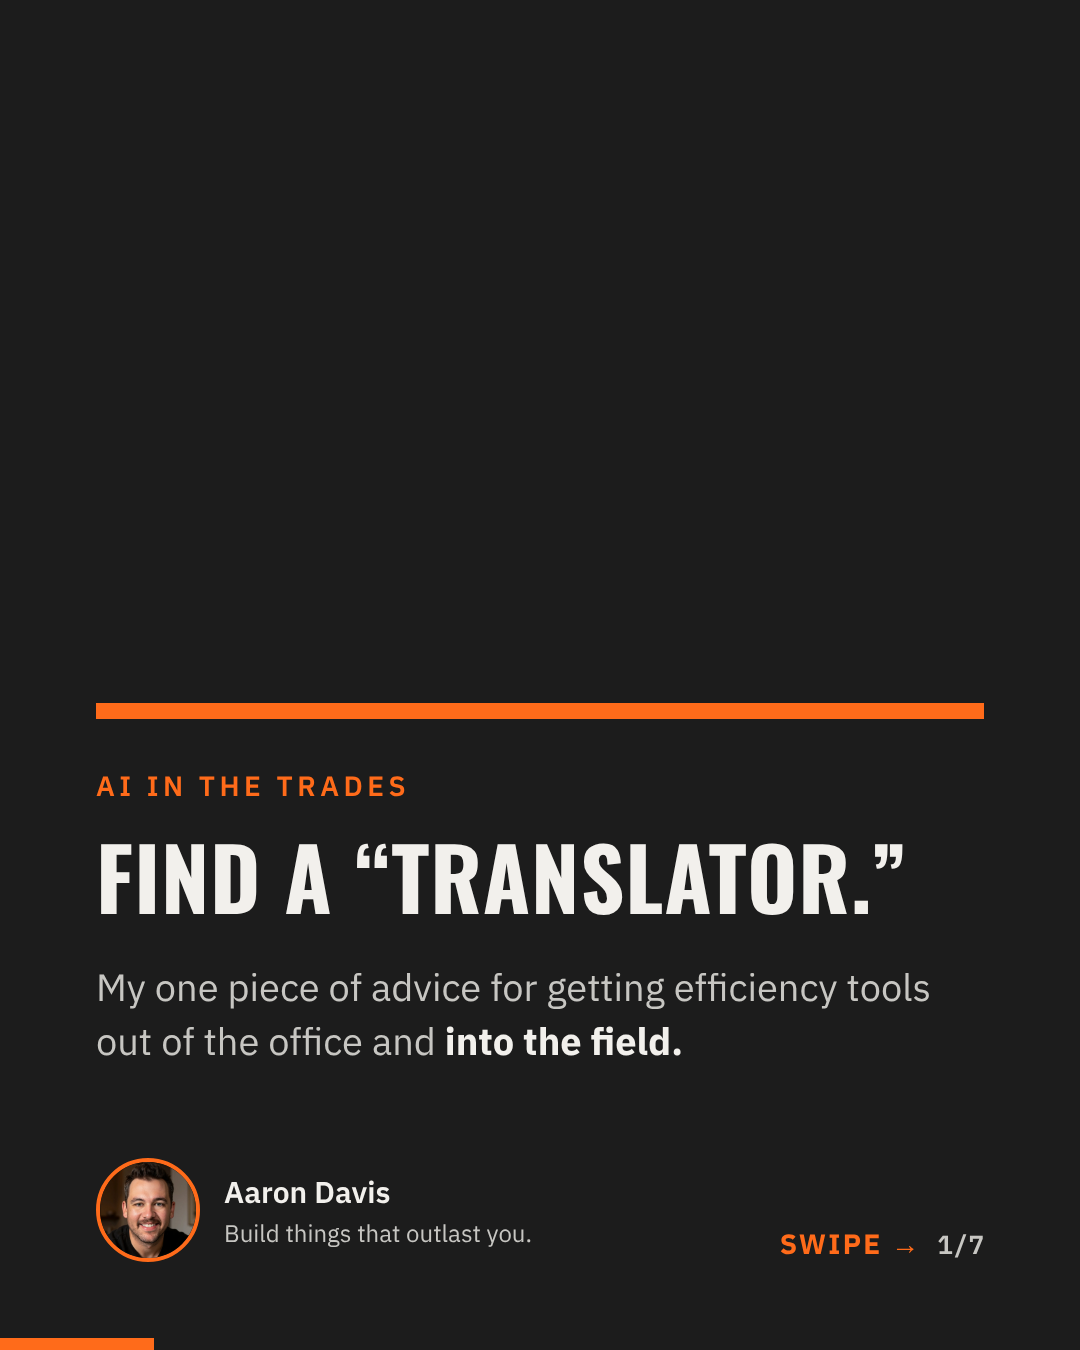 AI IN THE TRADES
FIND A “TRANSLATOR.”
My one piece of advice for getting efficiency tools
out of the office and into the field.
Aaron Davis
Build things that outlast you.
SWIPE → 1/7